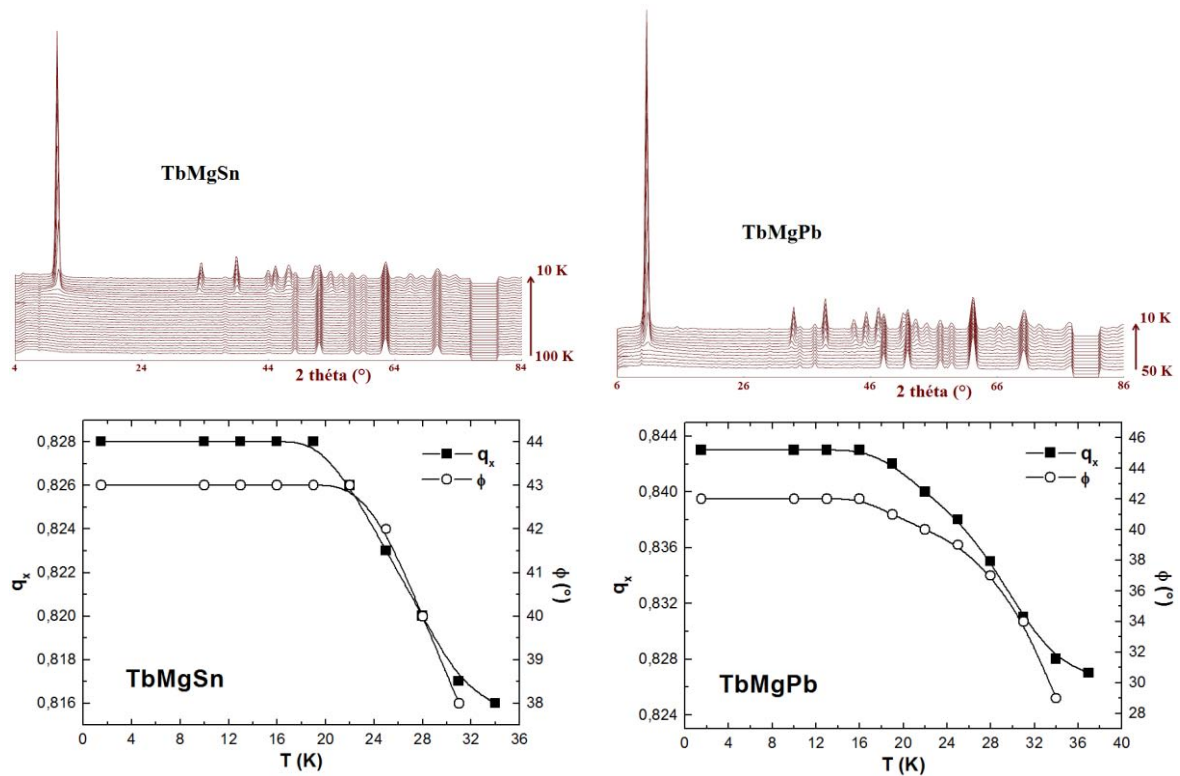 TbMgSn
10 K
100 K
4
24
44
64
84
2 théta (°)
TbMgPb
10 K
50 K
6
26
46
66
86
2 théta (°)
0,828
0,826
0,824
0,822
0,820
0,818
0,816
qx
44
43
42
41
40
39
38
ϕ (°)
qx
ϕ
TbMgSn
0 4 8 12 16 20 24 28 32 36
T (K)
0,844
0,840
0,836
0,832
0,828
0,824
qx
46
44
42
40
38
36
34
32
30
28
ϕ (°)
qx
ϕ
TbMgPb
0 4 8 12 16 20 24 28 32 36 40
T (K)